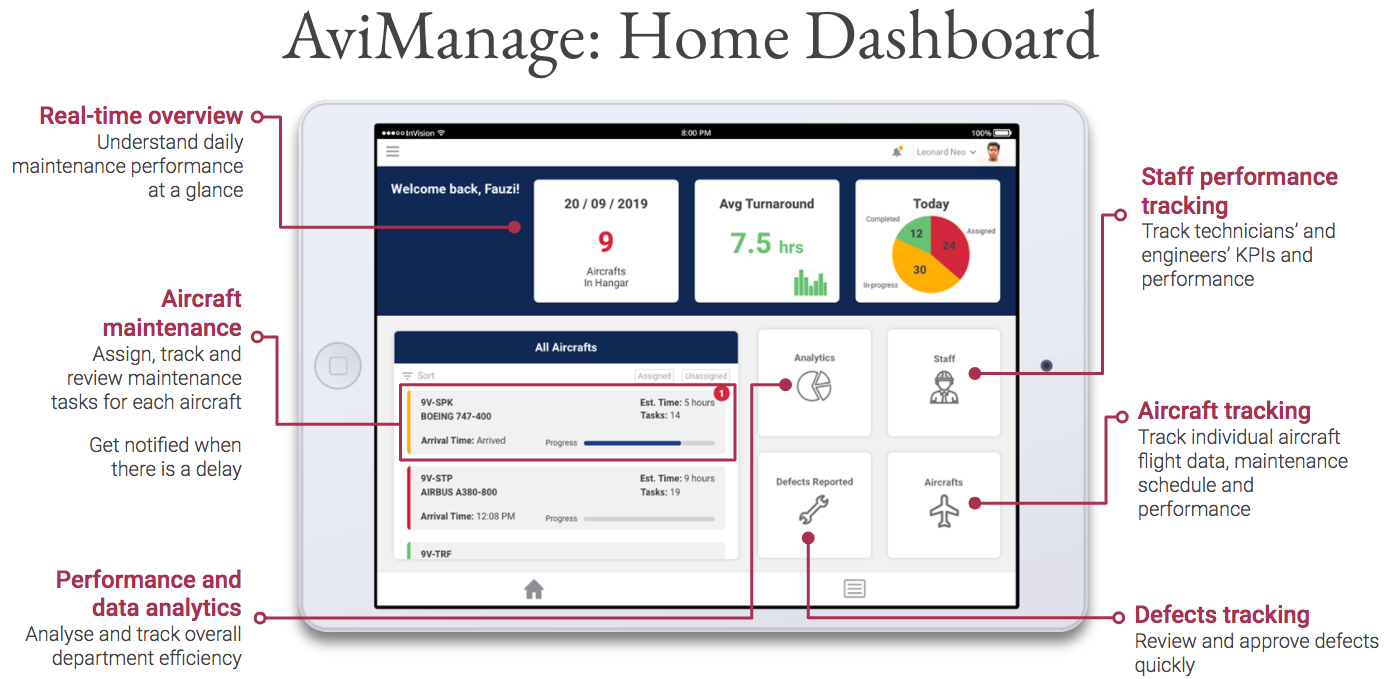 AviManage: Home Dashboard
Real-time overview
Understand daily
maintenance performance
at a glance
Aircraft
maintenance
Assign, track and
review maintenance
tasks for each aircraft
Get notified when
there is a delay
Performance and
data analytics
Analyse and track overall
department efficiency
InVision
8:00 PM
100%
Leonard Neo
Welcome back, Fauzi!
20 / 09 / 2019
9
Aircrafts
In Hangar
Avg Turnaround
7.5 hrs
Today
Completed
Assigned
12
24
30
In-progress
All Aircrafts
Sort
Assigned
Unassigned
1
9V-SPK
Est. Time: 5 hours
BOEING 747-400
Tasks: 14
Arrival Time: Arrived
Progress
9V-STP
Est. Time: 9 hours
AIRBUS A380-800
Tasks: 19
Arrival Time: 12:08 PM
Progress
9V-TRF
Analytics
Staff
Defects Reported
Aircrafts
Staff performance
tracking
Track technicians’ and
engineers’ KPIs and
performance
Aircraft tracking
Track individual aircraft
flight data, maintenance
schedule and
performance
Defects tracking
Review and approve defects
quickly